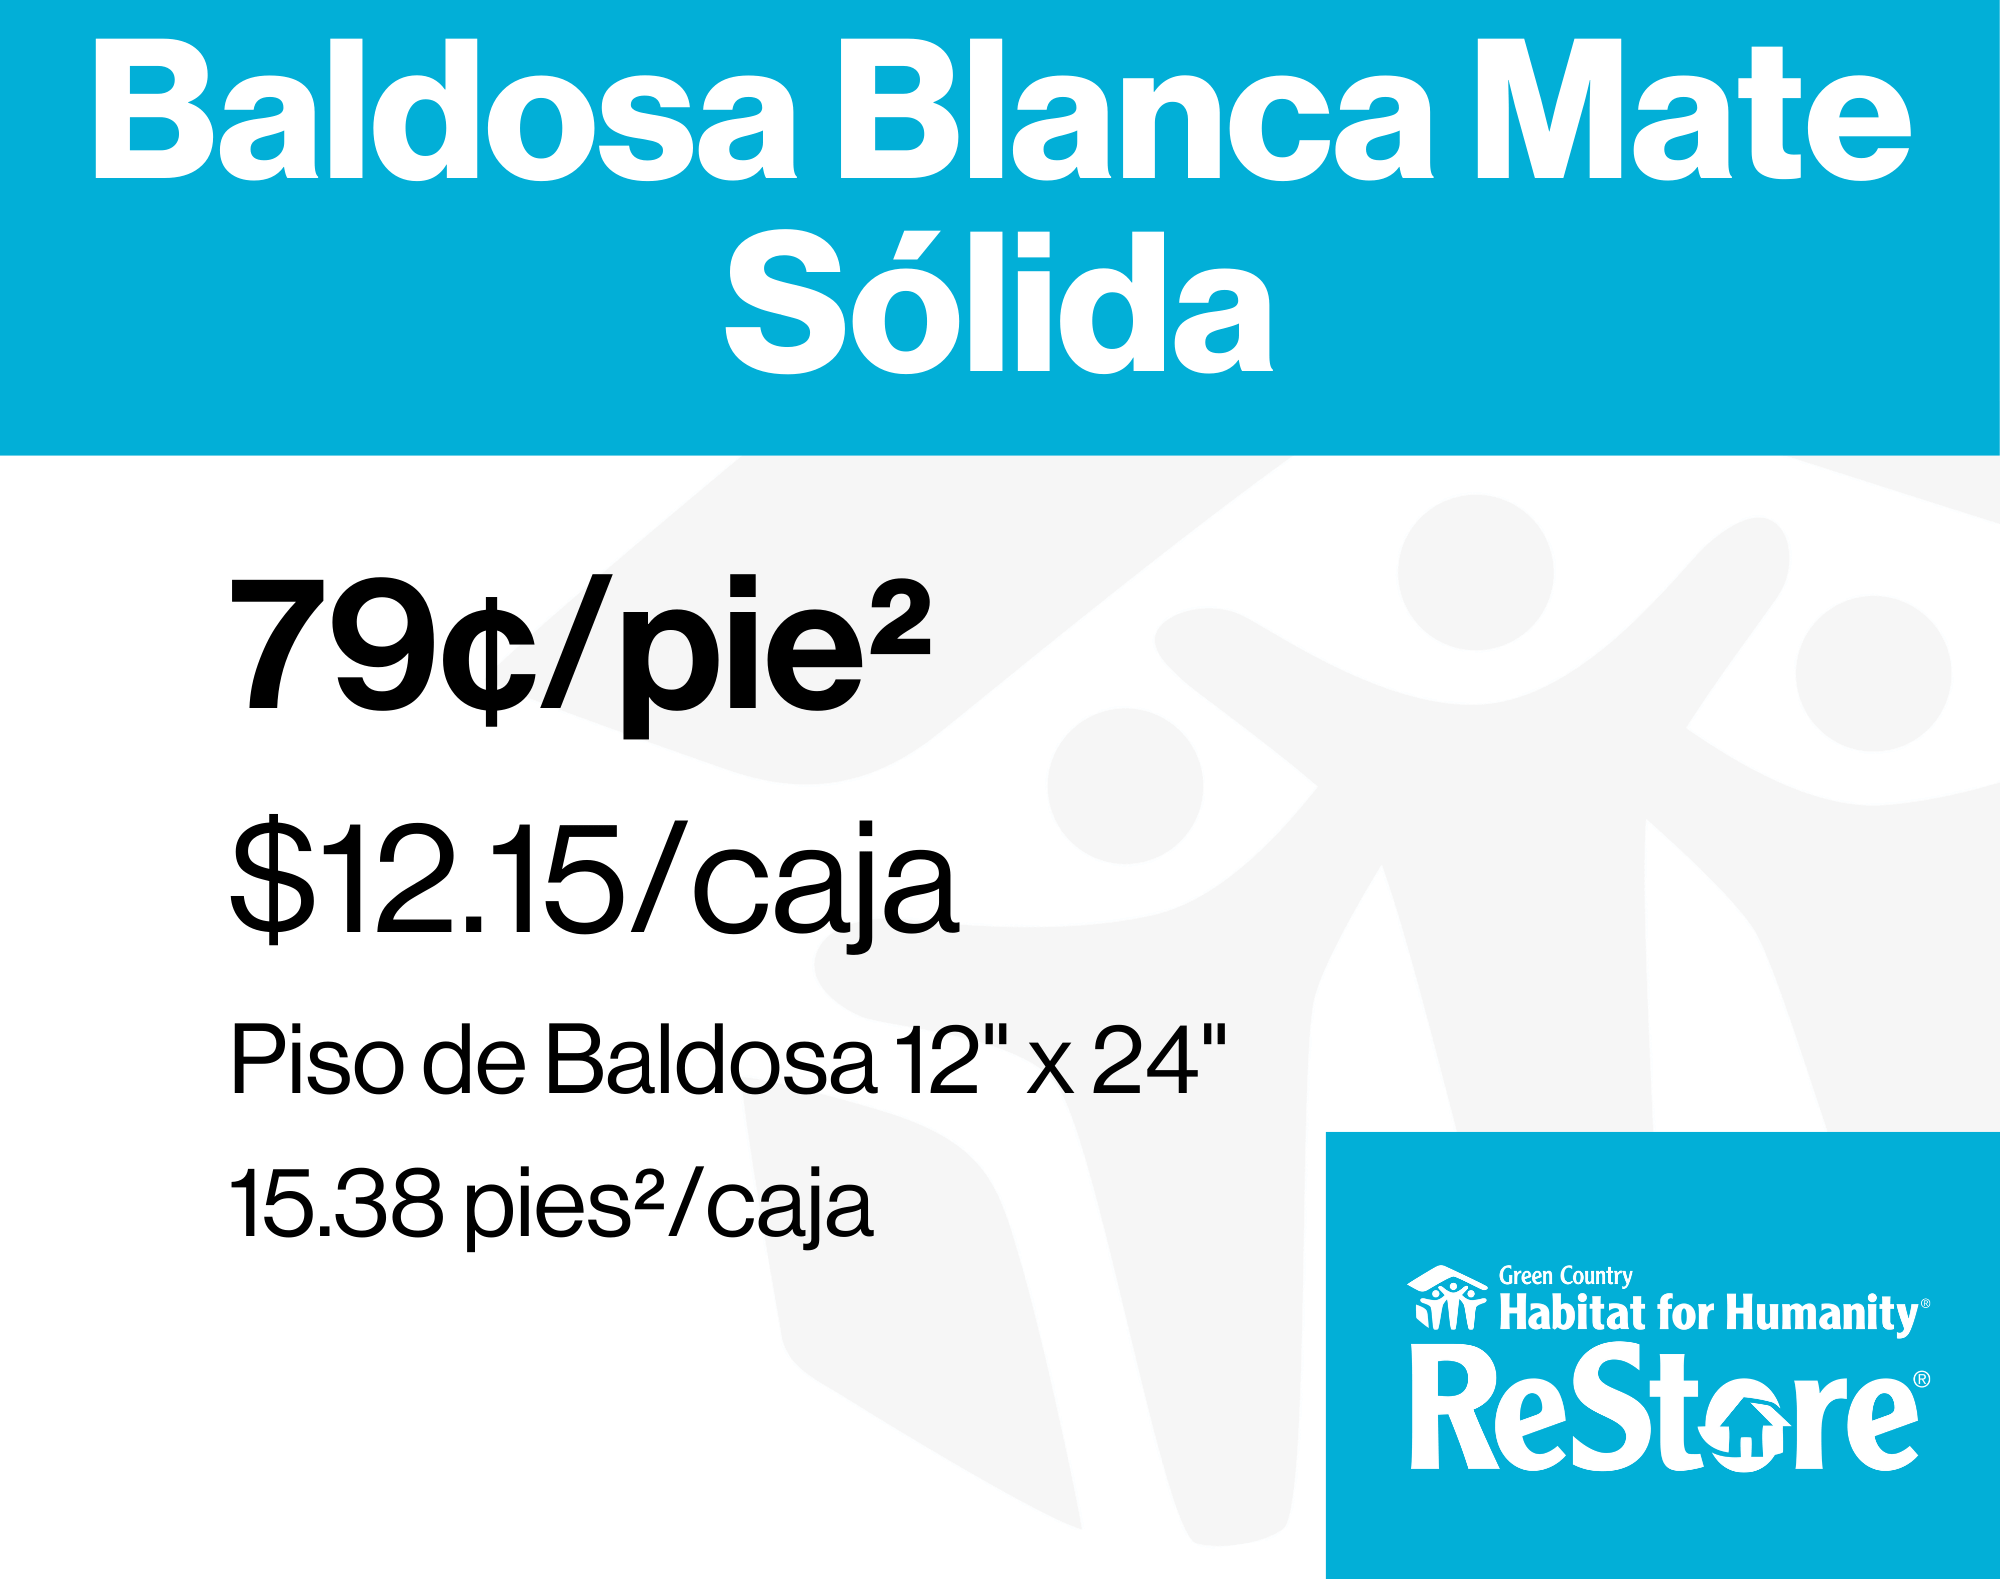 Baldosa Blanca Mate
Sólida
79¢/pie²
$12.15/caja
Piso de Baldosa 12" x 24"
15.38 pies²/caja
Green Country
Habitat for Humanity®
ReStore®